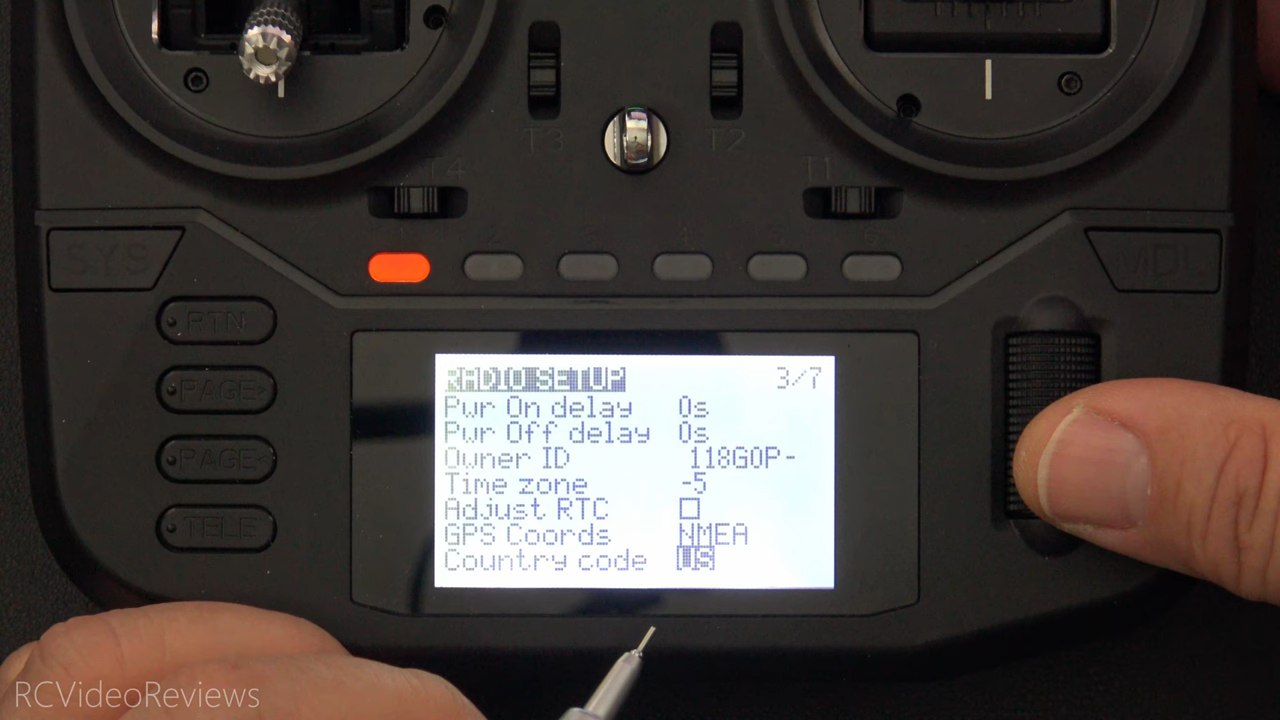 T3
T2
T4
T1
SYS
MDL
RTN
PAGE>
PAGE<
TELE
RADIO SETUP 3/7
Pwr On delay 0s
Pwr Off delay 0s
Owner ID 118GOP-
Time zone -5
Adjust RTC
GPS Coords NMEA
Country code US
RCVideoReviews